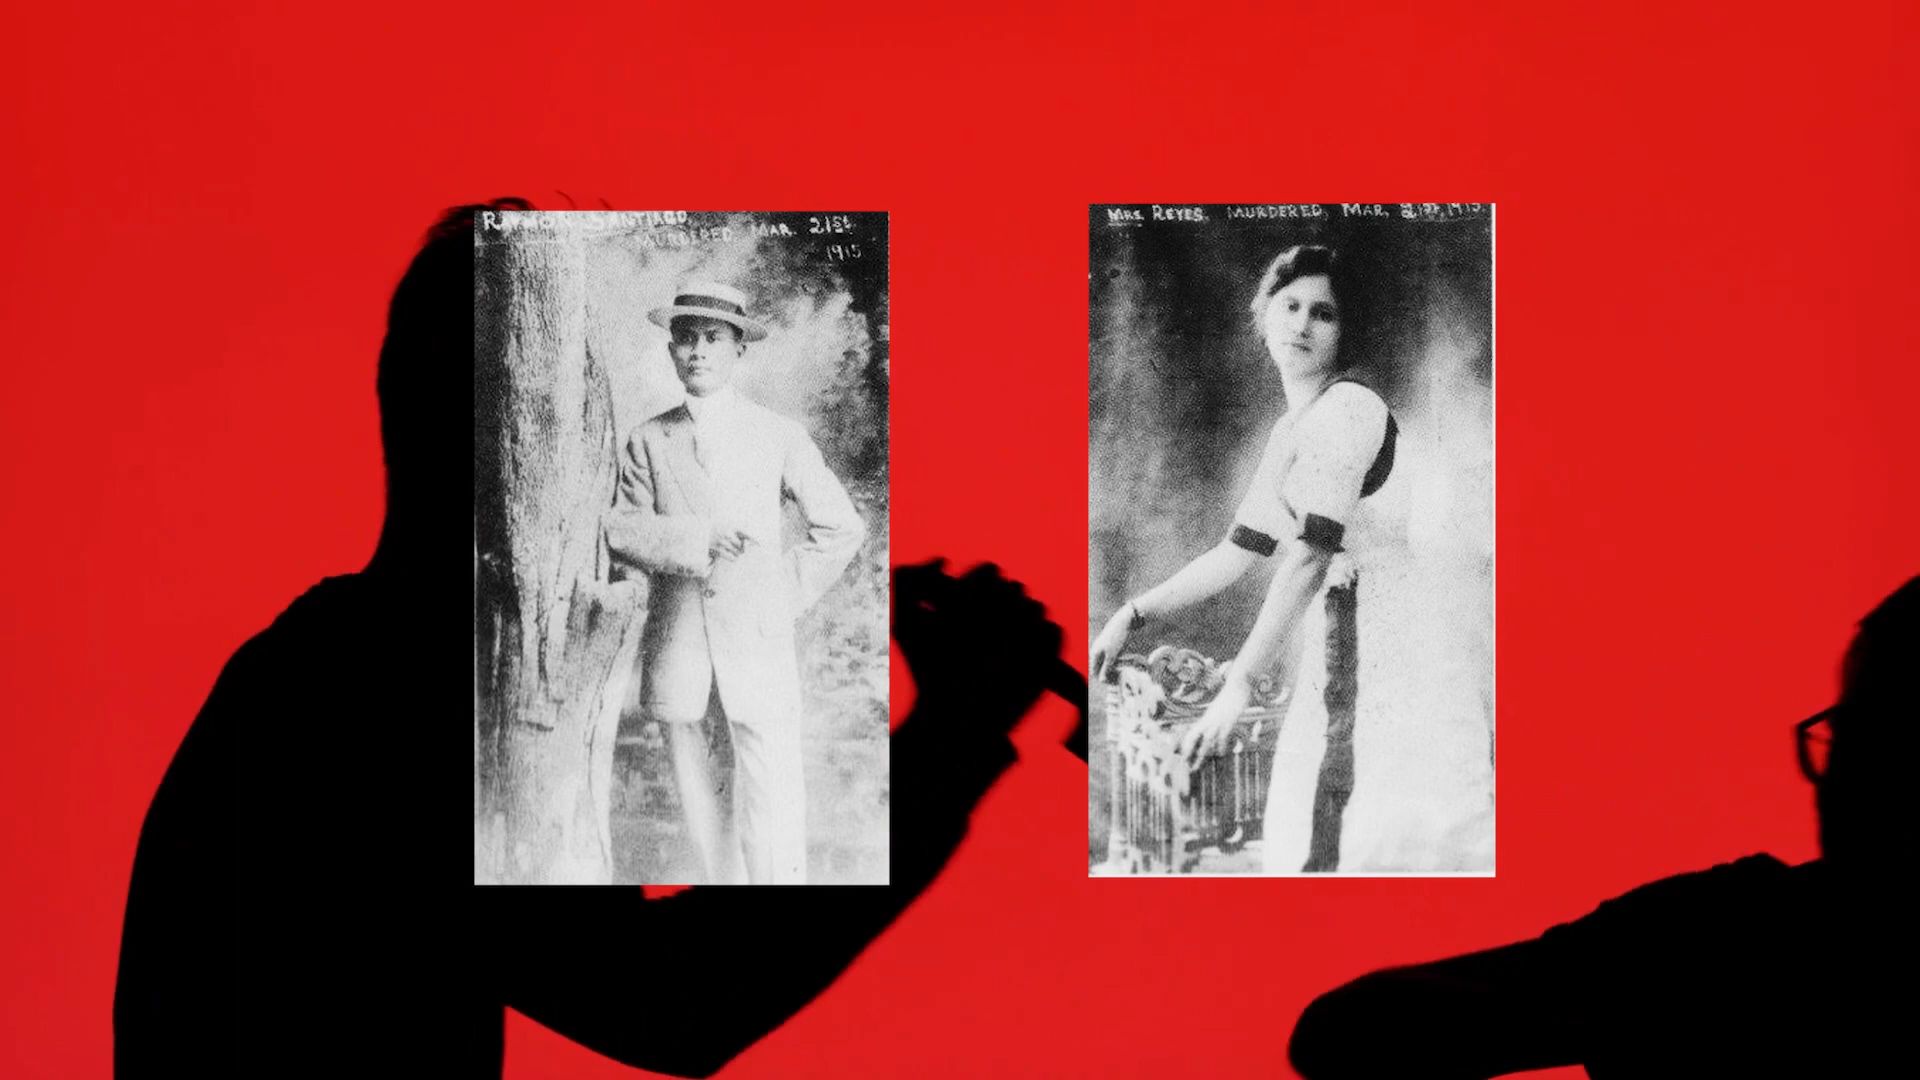 SANTIAGO
MURDERED MAR. 21st.
1915
MRS. REYES. MURDERED, MAR, 21st, 1915